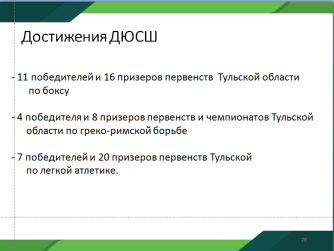 Достижения ДЮСШ
- 11 победителей и 16 призеров первенств Тульской области
по боксу
- 4 победителя и 8 призеров первенств и чемпионатов Тульской
области по греко-римской борьбе
- 7 победителей и 20 призеров первенств Тульской
по легкой атлетике.